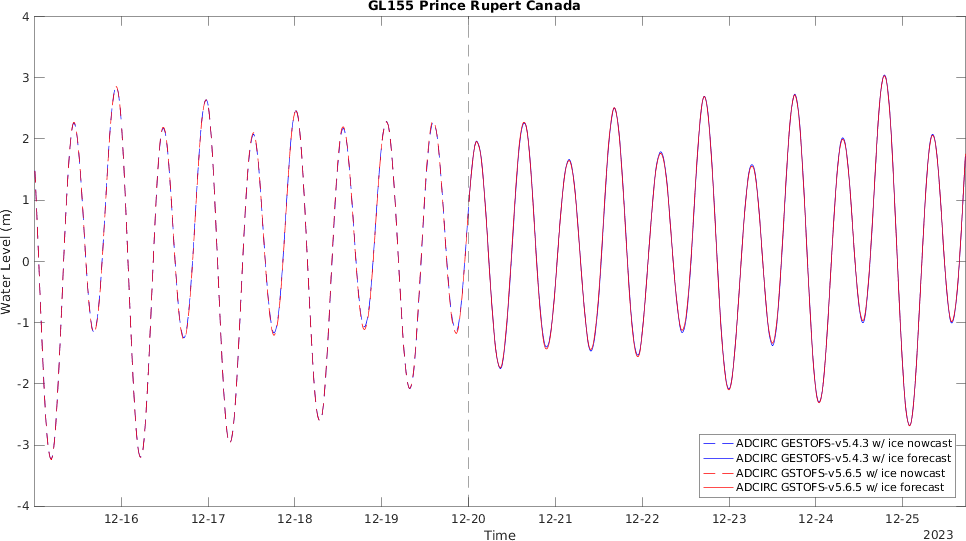 GL155 Prince Rupert Canada
4
3
2
1
0
-1
-2
-3
-4
Water Level (m)
12-16 12-17 12-18 12-19 12-20 12-21 12-22 12-23 12-24 12-25
Time
2023
ADCIRC GESTOFS-v5.4.3 w/ ice nowcast
ADCIRC GESTOFS-v5.4.3 w/ ice forecast
ADCIRC GSTOFS-v5.6.5 w/ ice nowcast
ADCIRC GSTOFS-v5.6.5 w/ ice forecast